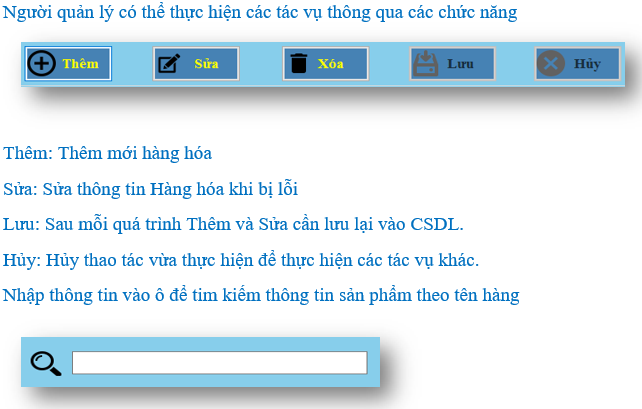 Người quản lý có thể thực hiện các tác vụ thông qua các chức năng
Thêm Sửa Xóa Lưu Hủy
Thêm: Thêm mới hàng hóa
Sửa: Sửa thông tin Hàng hóa khi bị lỗi
Lưu: Sau mỗi quá trình Thêm và Sửa cần lưu lại vào CSDL.
Hủy: Hủy thao tác vừa thực hiện để thực hiện các tác vụ khác.
Nhập thông tin vào ô để tim kiếm thông tin sản phẩm theo tên hàng